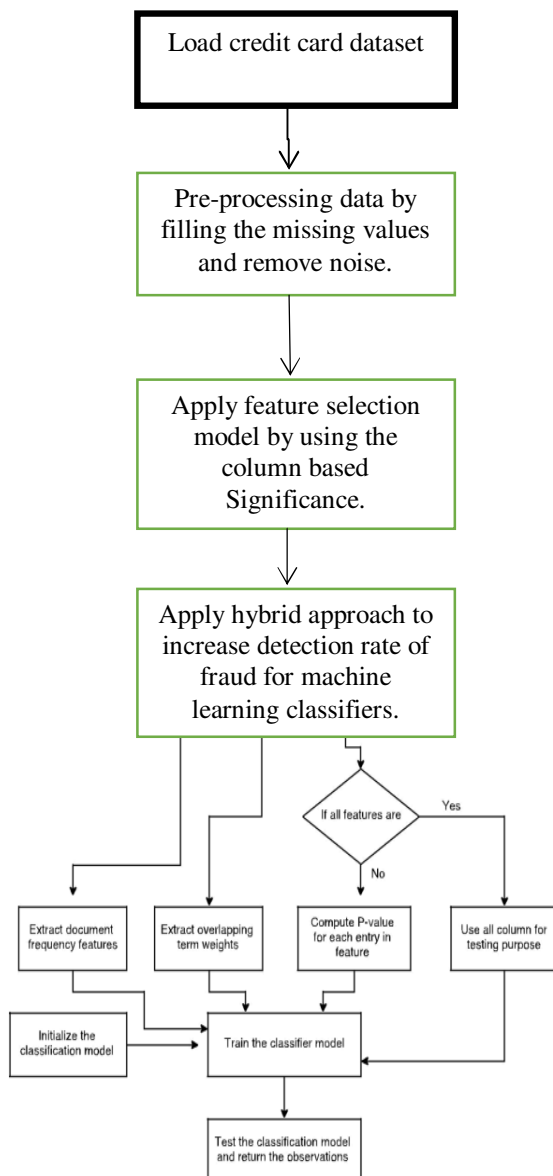 Load credit card dataset
Pre-processing data by
filling the missing values
and remove noise.
Apply feature selection
model by using the
column based
Significance.
Apply hybrid approach to
increase detection rate of
fraud for machine
learning classifiers.
If all features are
Yes
No
Extract document
frequency features
Extract overlapping
term weights
Compute P-value
for each entry in
feature
Use all column for
testing purpose
Initialize the
classification model
Train the classifier model
Test the classification model
and return the observations